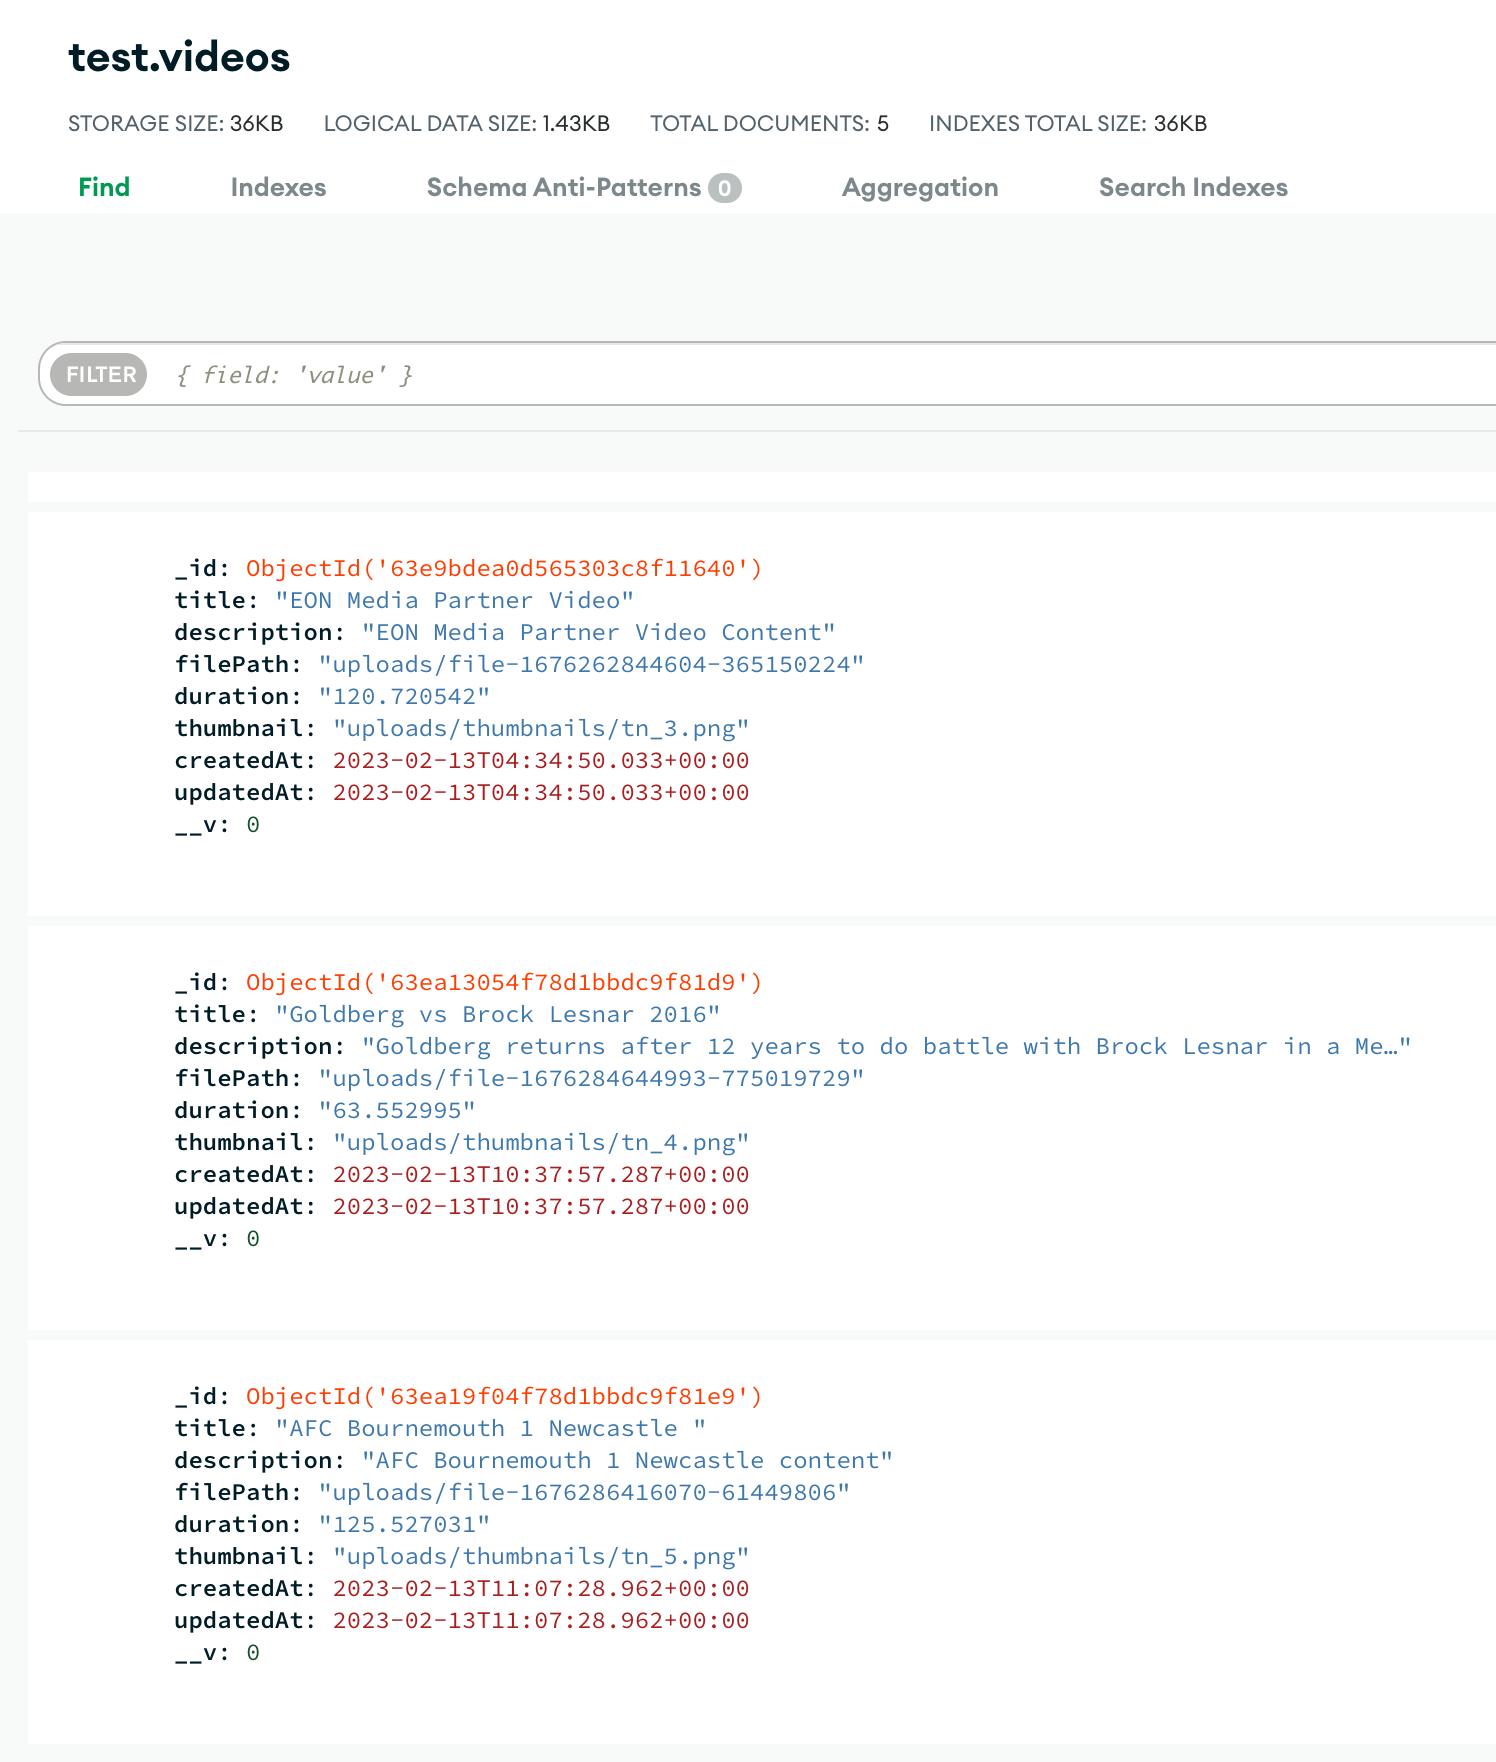 test.videos
STORAGE SIZE: 36KB LOGICAL DATA SIZE: 1.43KB TOTAL DOCUMENTS: 5 INDEXES TOTAL SIZE: 36KB
Find Indexes Schema Anti-Patterns 0 Aggregation Search Indexes
FILTER { field: 'value' }
_id: ObjectId('63e9bdea0d565303c8f11640')
title: "EON Media Partner Video"
description: "EON Media Partner Video Content"
filePath: "uploads/file-1676262844604-365150224"
duration: "120.720542"
thumbnail: "uploads/thumbnails/tn_3.png"
createdAt: 2023-02-13T04:34:50.033+00:00
updatedAt: 2023-02-13T04:34:50.033+00:00
__v: 0
_id: ObjectId('63ea13054f78d1bbdc9f81d9')
title: "Goldberg vs Brock Lesnar 2016"
description: "Goldberg returns after 12 years to do battle with Brock Lesnar in a Me…"
filePath: "uploads/file-1676284644993-775019729"
duration: "63.552995"
thumbnail: "uploads/thumbnails/tn_4.png"
createdAt: 2023-02-13T10:37:57.287+00:00
updatedAt: 2023-02-13T10:37:57.287+00:00
__v: 0
_id: ObjectId('63ea19f04f78d1bbdc9f81e9')
title: "AFC Bournemouth 1 Newcastle "
description: "AFC Bournemouth 1 Newcastle content"
filePath: "uploads/file-1676286416070-61449806"
duration: "125.527031"
thumbnail: "uploads/thumbnails/tn_5.png"
createdAt: 2023-02-13T11:07:28.962+00:00
updatedAt: 2023-02-13T11:07:28.962+00:00
__v: 0